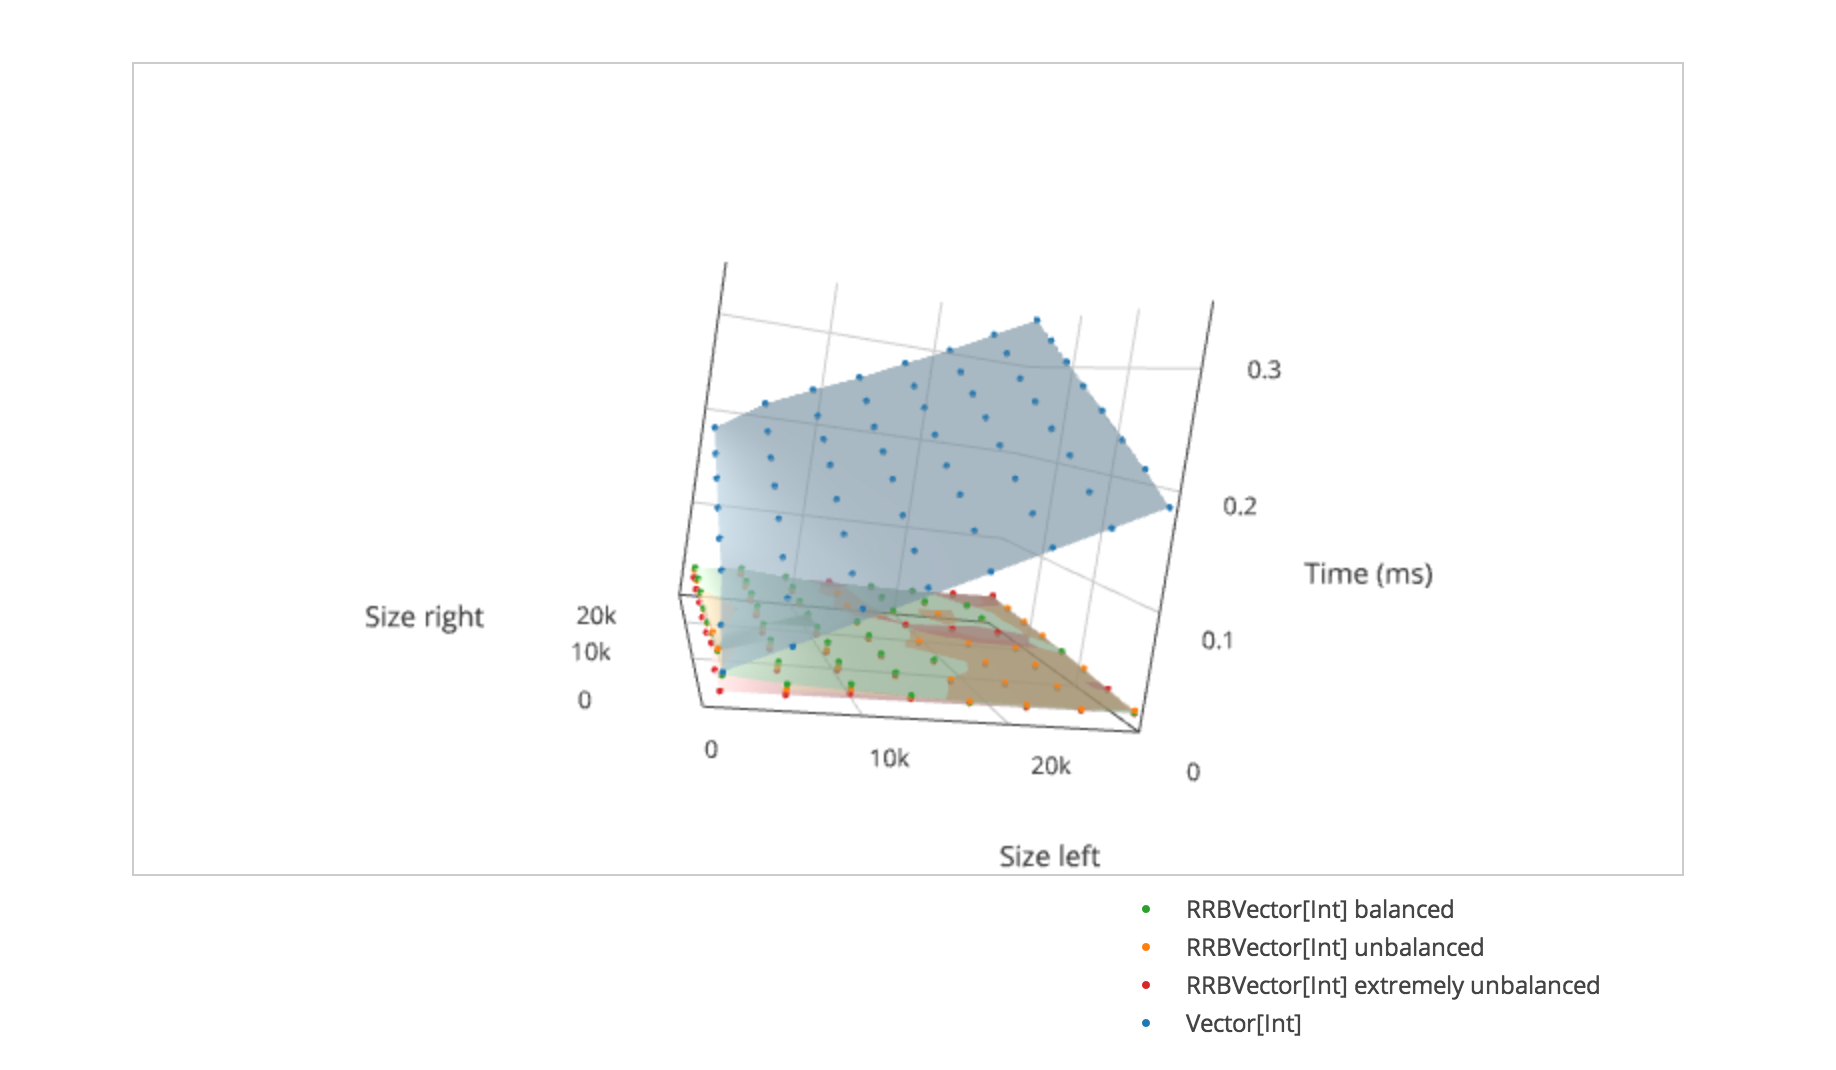 0.3
0.2
Time (ms)
Size right
20k
0.1
10k
0
0
10k
20k
0
Size left
RRBVector[Int] balanced
RRBVector[Int] unbalanced
RRBVector[Int] extremely unbalanced
Vector[Int]